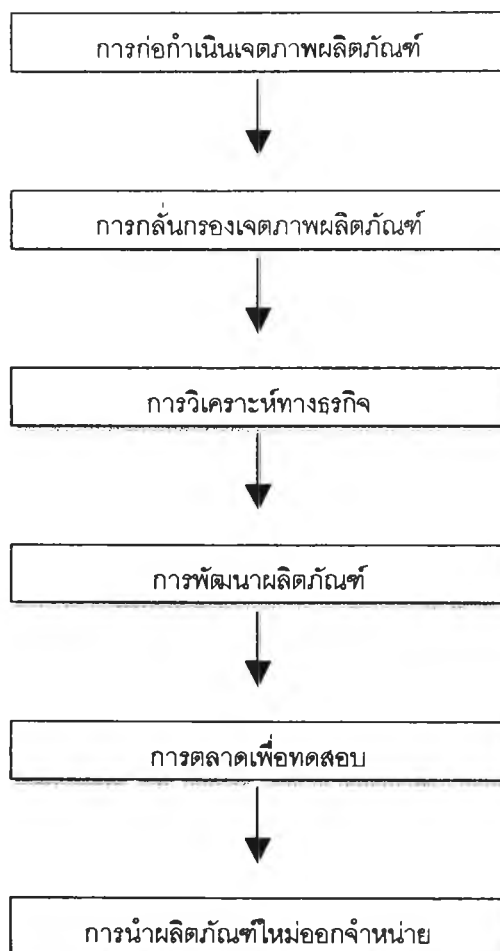 การก่อกำเนินเจตภาพผลิตภัณฑ์
การกลั่นกรองเจตภาพผลิตภัณฑ์
การวิเคราะห์ทางธุรกิจ
การพัฒนาผลิตภัณฑ์
การตลาดเพื่อทดสอบ
การนำผลิตภัณฑ์ใหม่ออกจำหน่าย